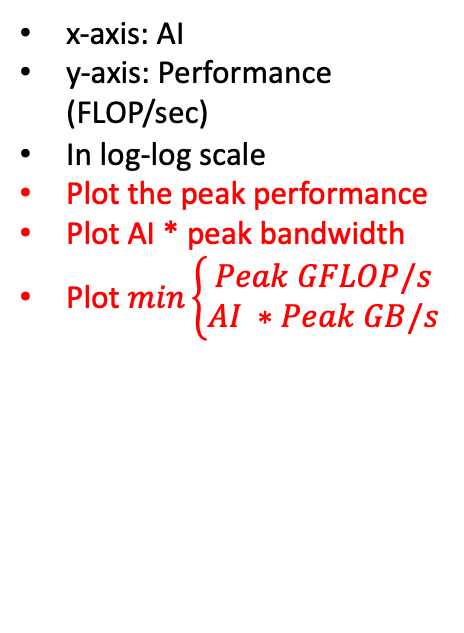 • x-axis: AI
• y-axis: Performance
(FLOP/sec)
• In log-log scale
• Plot the peak performance
• Plot AI * peak bandwidth
• Plot min { Peak GFLOP/s
AI * Peak GB/s